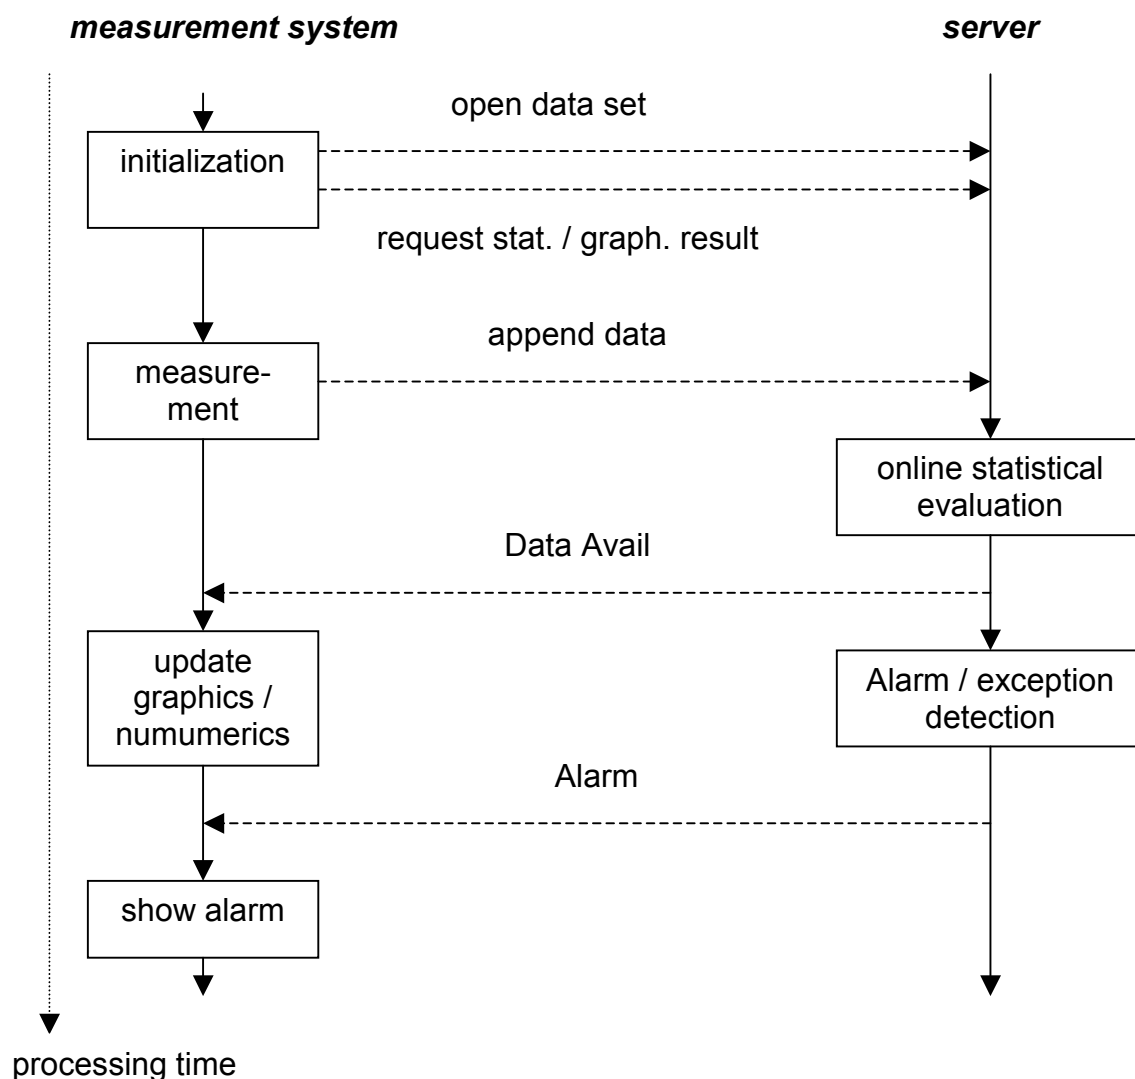 measurement system
server
open data set
initialization
request stat. / graph. result
append data
measure-
ment
online statistical
evaluation
Data Avail
update
graphics /
numumerics
Alarm / exception
detection
Alarm
show alarm
processing time